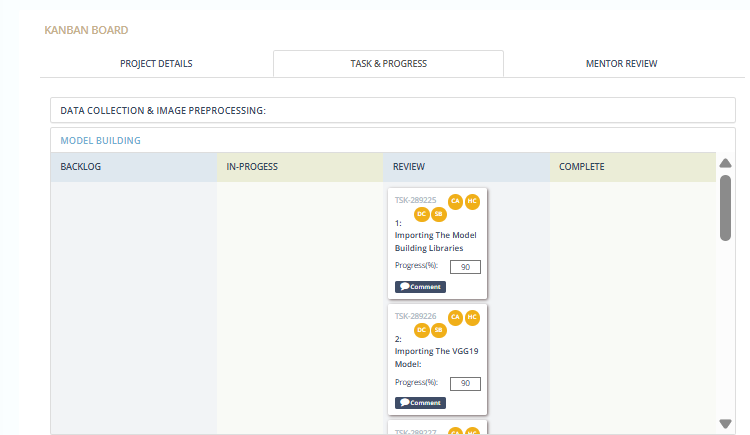 KANBAN BOARD
PROJECT DETAILS
TASK & PROGRESS
MENTOR REVIEW
DATA COLLECTION & IMAGE PREPROCESSING:
MODEL BUILDING
BACKLOG
IN-PROGESS
REVIEW
COMPLETE
TSK-289225
CA
HC
DC
SB
1:
Importing The Model
Building Libraries
Progress(%):
90
Comment
TSK-289226
CA
HC
DC
SB
2:
Importing The VGG19
Model:
Progress(%):
90
Comment
TSK-289227
CA
HC